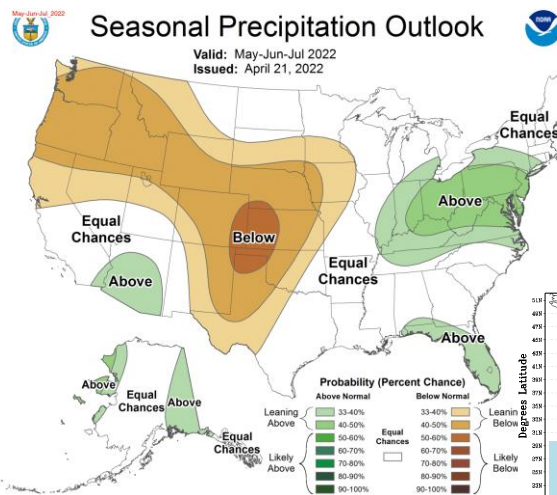 May-Jun-Jul 2022
Seasonal Precipitation Outlook
NOAA
Valid: May-Jun-Jul 2022
Issued: April 21, 2022
Equal
Chances
Above
Equal
Chances
Below
Above
Equal
Chances
Above
Above
Equal
Chances
Above
Equal
Chances
Probability (Percent Chance)
Above Normal
Below Normal
Leaning
Above
33-40%
40-50%
Equal
Chances
33-40%
40-50%
Leanin
Below
Likely
Above
50-60%
60-70%
70-80%
80-90%
90-100%
50-60%
60-70%
70-80%
80-90%
90-100%
Likely
Below
Degrees Latitude
51N